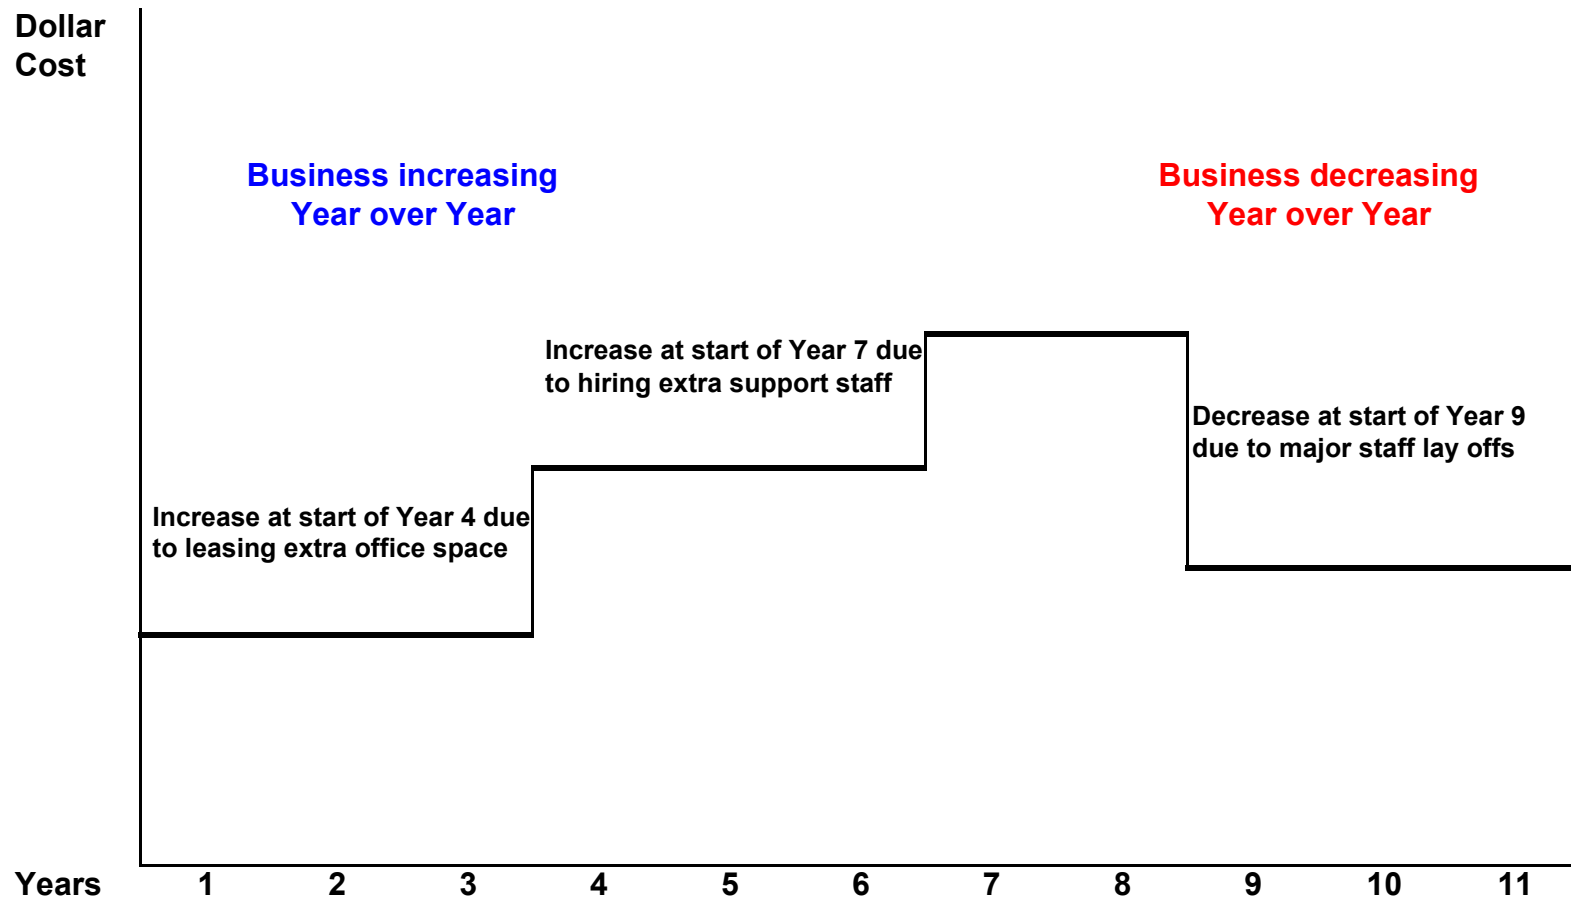 Dollar
Cost
Business increasing
Year over Year
Business decreasing
Year over Year
Increase at start of Year 7 due
to hiring extra support staff
Decrease at start of Year 9
due to major staff lay offs
Increase at start of Year 4 due
to leasing extra office space
Years 1 2 3 4 5 6 7 8 9 10 11